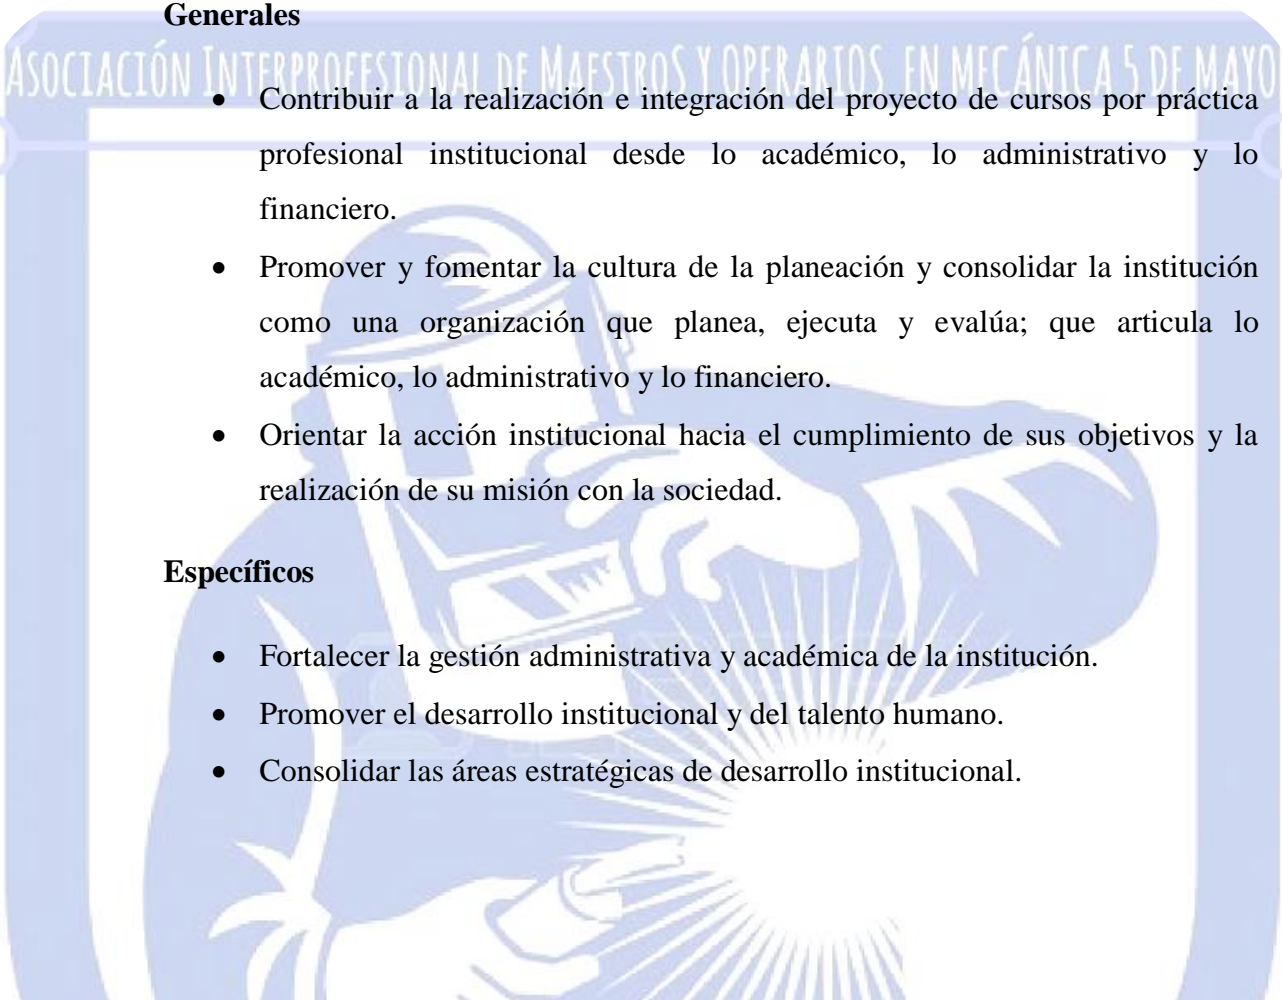 Generales
ASOCIACIÓN INTERPROFESIONAL DE MAESTROS Y OPERARIOS EN MECÁNICA 5 DE MAYO
• Contribuir a la realización e integración del proyecto de cursos por práctica
profesional institucional desde lo académico, lo administrativo y lo
financiero.
• Promover y fomentar la cultura de la planeación y consolidar la institución
como una organización que planea, ejecuta y evalúa; que articula lo
académico, lo administrativo y lo financiero.
• Orientar la acción institucional hacia el cumplimiento de sus objetivos y la
realización de su misión con la sociedad.
Específicos
• Fortalecer la gestión administrativa y académica de la institución.
• Promover el desarrollo institucional y del talento humano.
• Consolidar las áreas estratégicas de desarrollo institucional.